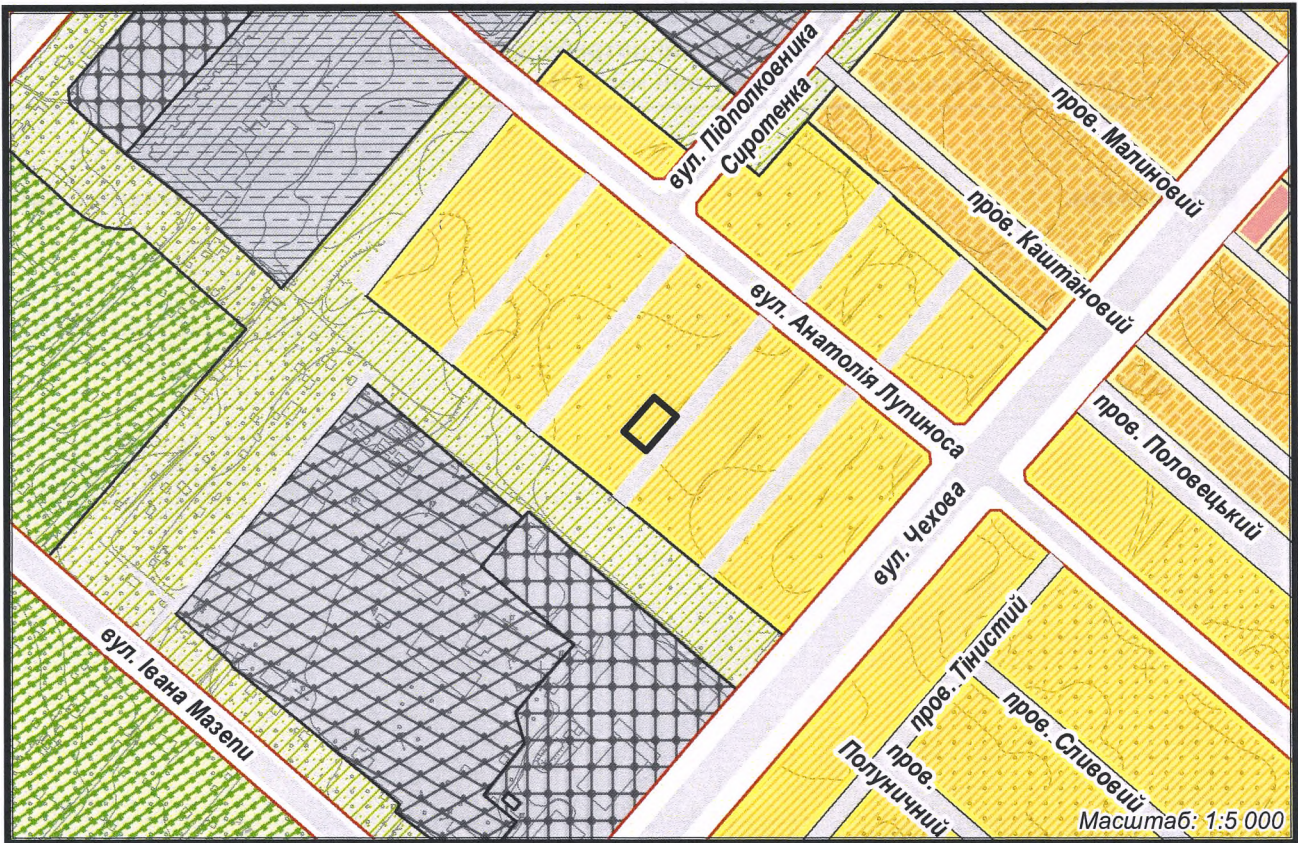 вул. Підполковника
Сиротенка
пров. Малиновий
пров. Каштановий
вул. Анатолія Лупиноса
пров. Половецький
вул. Чехова
пров. Тінистий
пров. Сливовий
пров.
Полуничний
вул. Івана Мазепи
Масштаб: 1:5 000